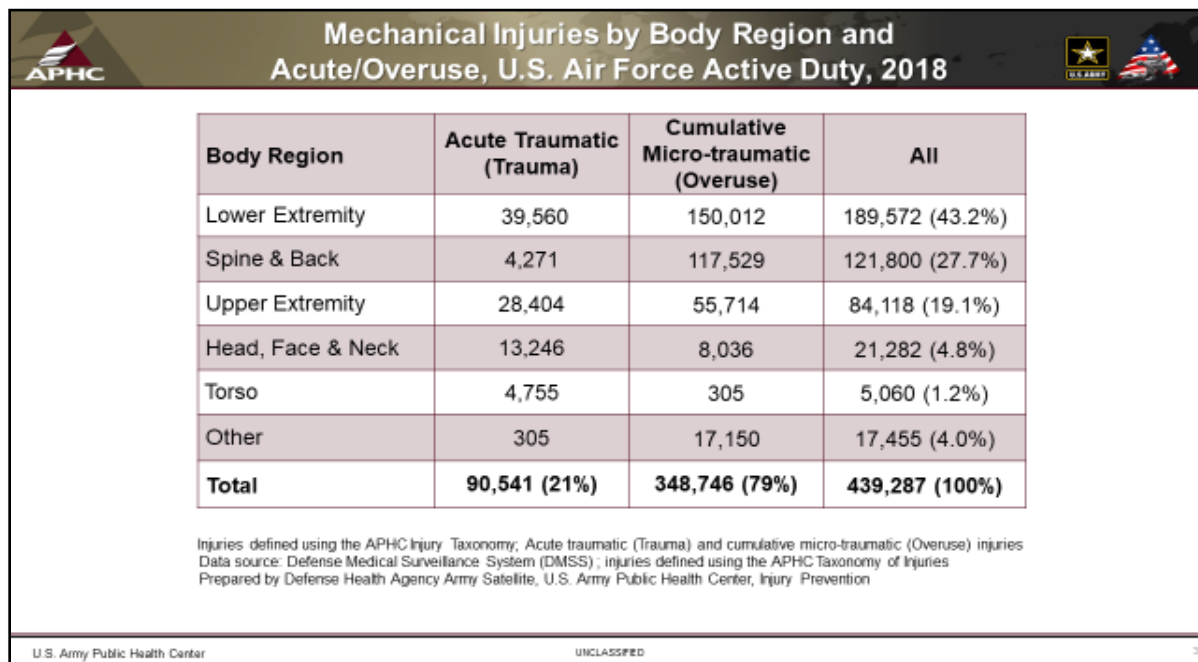 APHC
Mechanical Injuries by Body Region and
Acute/Overuse, U.S. Air Force Active Duty, 2018
U.S.ARMY
Body Region
Acute Traumatic
(Trauma)
Cumulative
Micro-traumatic
(Overuse)
All
Lower Extremity 39,560 150,012 189,572 (43.2%)
Spine & Back 4,271 117,529 121,800 (27.7%)
Upper Extremity 28,404 55,714 84,118 (19.1%)
Head, Face & Neck 13,246 8,036 21,282 (4.8%)
Torso 4,755 305 5,060 (1.2%)
Other 305 17,150 17,455 (4.0%)
Total 90,541 (21%) 348,746 (79%) 439,287 (100%)
Injuries defined using the APHC Injury Taxonomy; Acute traumatic (Trauma) and cumulative micro-traumatic (Overuse) injuries
Data source: Defense Medical Surveillance System (DMSS) ; injuries defined using the APHC Taxonomy of Injuries
Prepared by Defense Health Agency Army Satellite, U.S. Army Public Health Center, Injury Prevention
U.S. Army Public Health Center UNCLASSIFIED 3